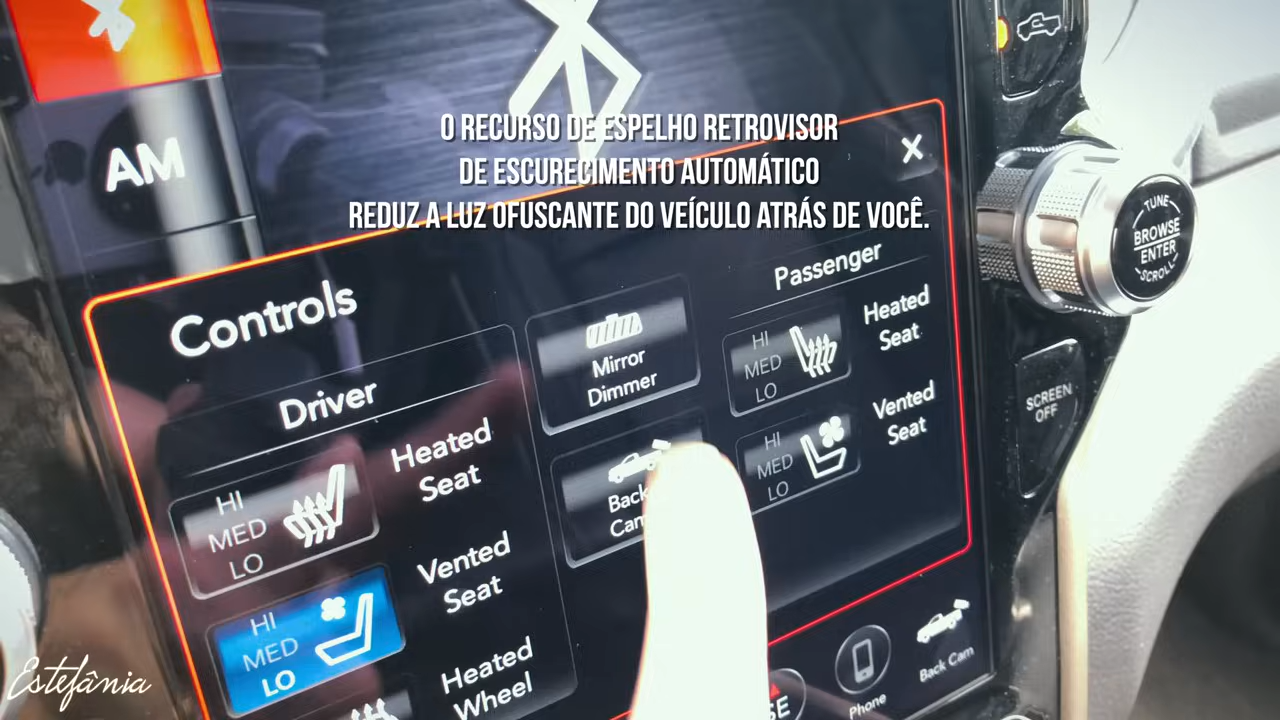 O RECURSO DE ESPELHO RETROVISOR
DE ESCURECIMENTO AUTOMÁTICO
REDUZ A LUZ OFUSCANTE DO VEÍCULO ATRÁS DE VOCÊ.
AM
TUNE
BROWSE
ENTER
SCROLL
SCREEN
OFF
Controls
Driver
HI
MED
LO
Heated
Seat
HI
MED
LO
Vented
Seat
Heated
Wheel
Mirror
Dimmer
Back
Passenger
HI
MED
LO
Heated
Seat
HI
MED
LO
Vented
Seat
Phone
Back Cam
Estefânia